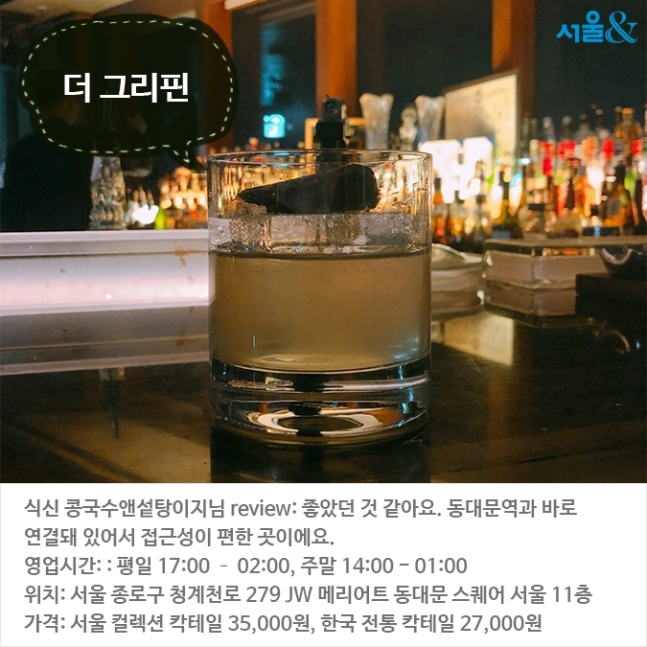 서울&
더 그리핀
식신 콩국수앤설탕이지님 review: 좋았던 것 같아요. 동대문역과 바로
연결돼 있어서 접근성이 편한 곳이에요.
영업시간: : 평일 17:00 – 02:00, 주말 14:00 – 01:00
위치: 서울 종로구 청계천로 279 JW 메리어트 동대문 스퀘어 서울 11층
가격: 서울 컬렉션 칵테일 35,000원, 한국 전통 칵테일 27,000원